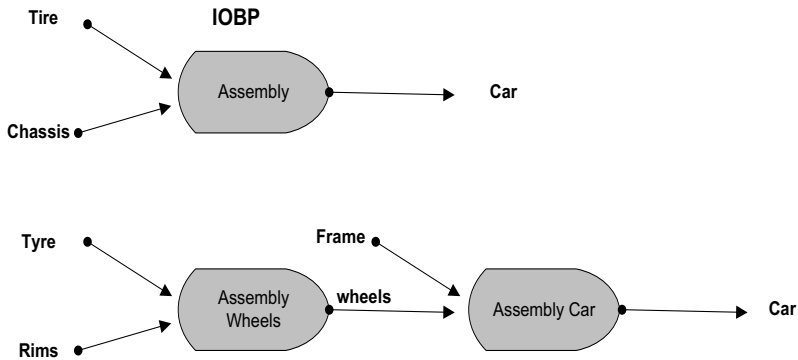 Tire
IOBP
Assembly
Car
Chassis
Tyre
Frame
Assembly
Wheels
wheels
Assembly Car
Car
Rims